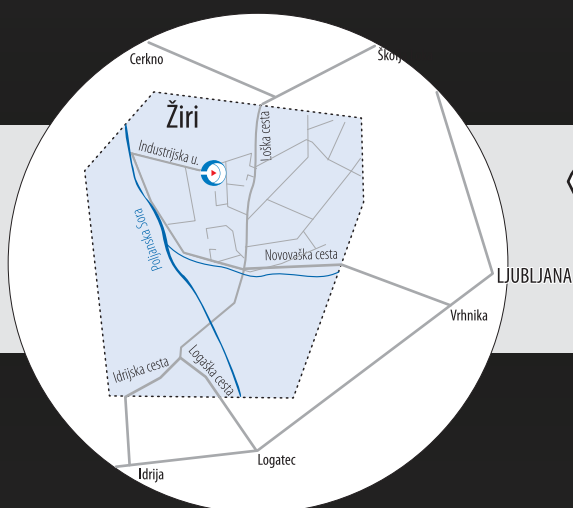 Cerkno
Žiri
Industrijska u.
Loška cesta
Poljanska Sora
Novovaška cesta
LJUBLJANA
Vrhnika
Idrijska cesta
Logaška cesta
Logatec
Idrija